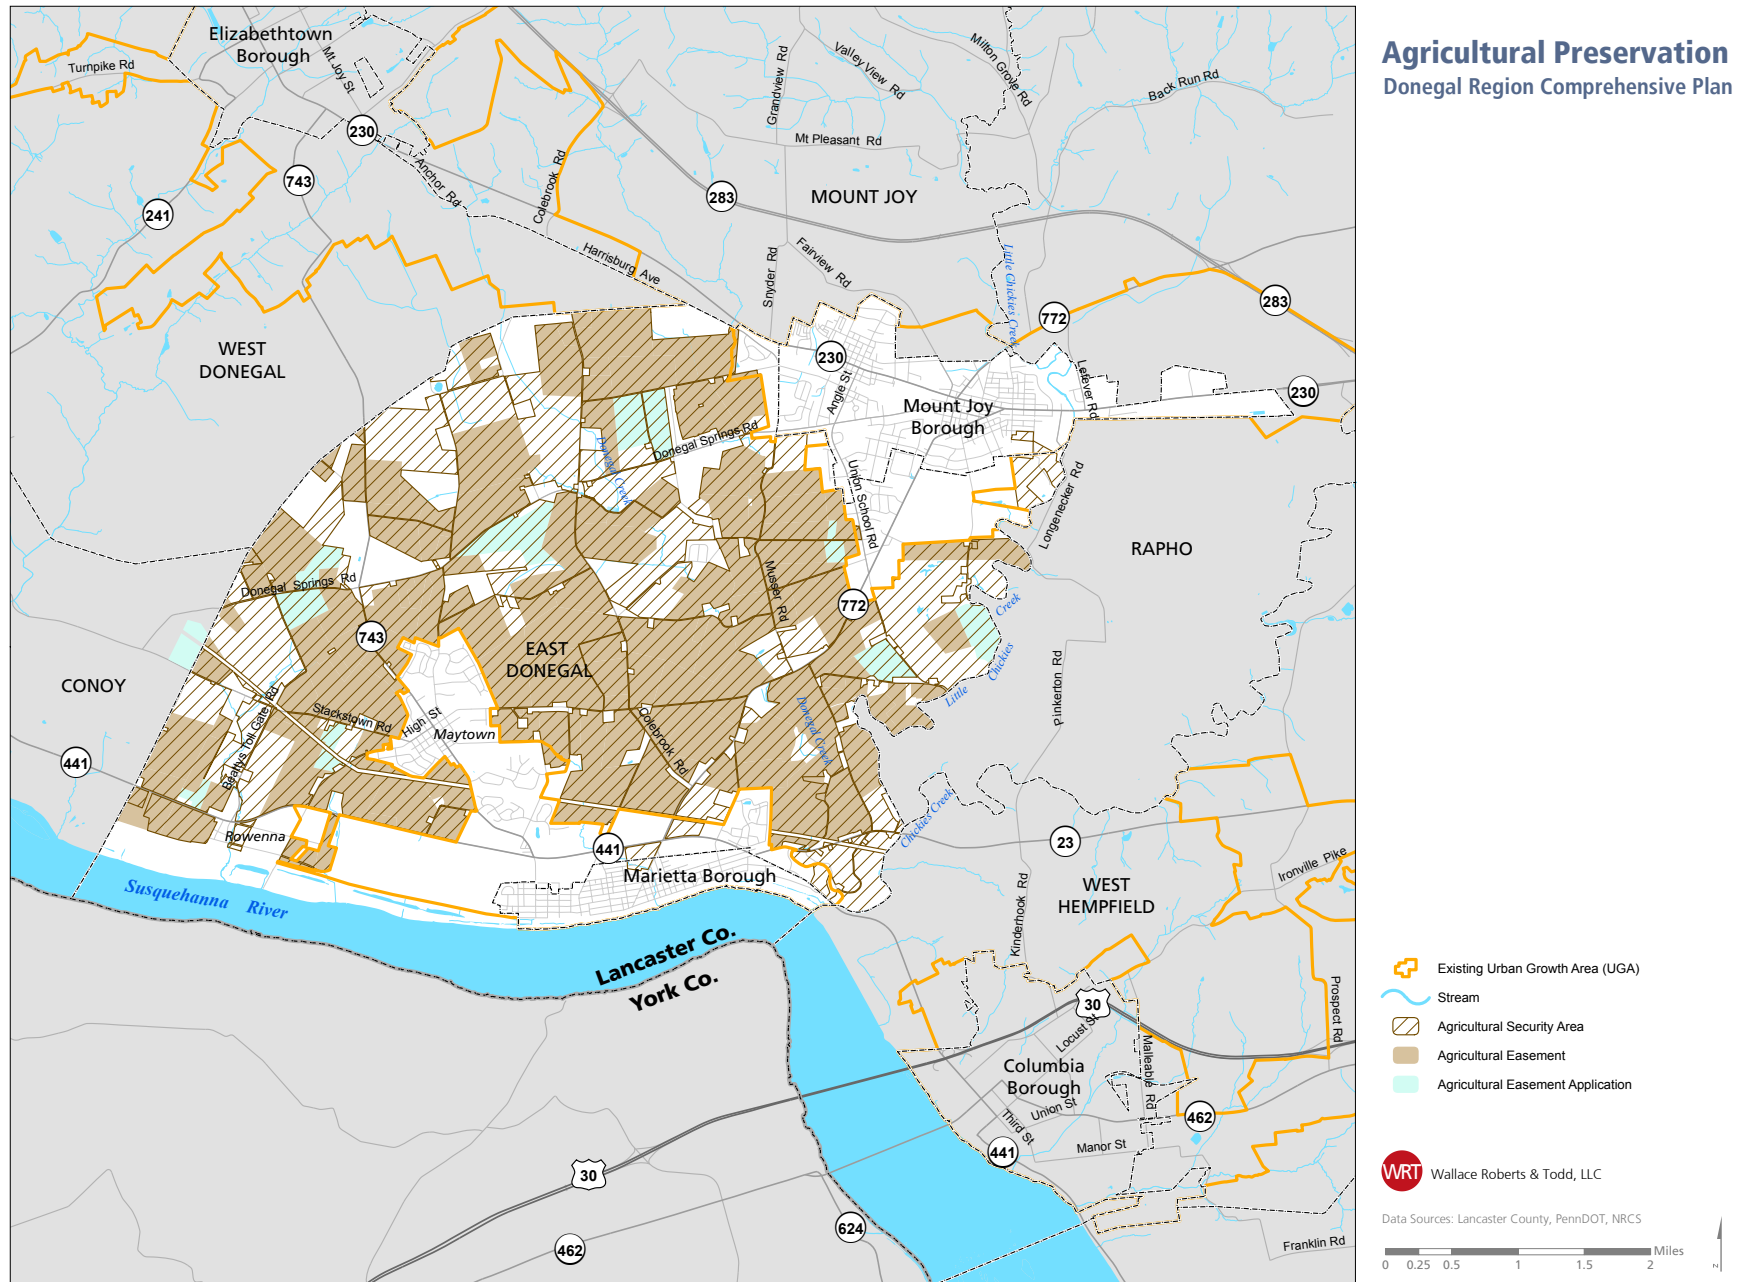 Agricultural Preservation
Donegal Region Comprehensive Plan
Elizabethtown
Borough
Turnpike Rd
Mt Joy St
230
743
241
Anchor Rd
Colebrook Rd
Harrisburg Ave
283
Grandview Rd
Valley View Rd
Milton Grove Rd
Back Run Rd
Mt Pleasant Rd
MOUNT JOY
Snyder Rd
Fairview Rd
Little Chickies Creek
772
283
WEST
DONEGAL
230
Angle St
Lefever Rd
230
Mount Joy
Borough
Donegal Springs Rd
Donegal Creek
Union School Rd
Longenecker Rd
RAPHO
Donegal Springs Rd
Musser Rd
772
Little Chickies Creek
743
EAST
DONEGAL
CONOY
Pinkerton Rd
Beattys Toll Gate Rd
Stackstown Rd
High St
Maytown
Colebrook Rd
Donegal Creek
441
Chickies Creek
Rowenna
441
23
Marietta Borough
Ironville Pike
WEST
HEMPFIELD
Kinderhook Rd
Susquehanna River
Lancaster Co.
York Co.
Prospect Rd
30
Locust St
Malleable Rd
Columbia
Borough
Union St
Third St
462
Manor St
441
30
624
462
Franklin Rd
Existing Urban Growth Area (UGA)
Stream
Agricultural Security Area
Agricultural Easement
Agricultural Easement Application
WRT
Wallace Roberts & Todd, LLC
Data Sources: Lancaster County, PennDOT, NRCS
Miles
0 0.25 0.5 1 1.5 2
z